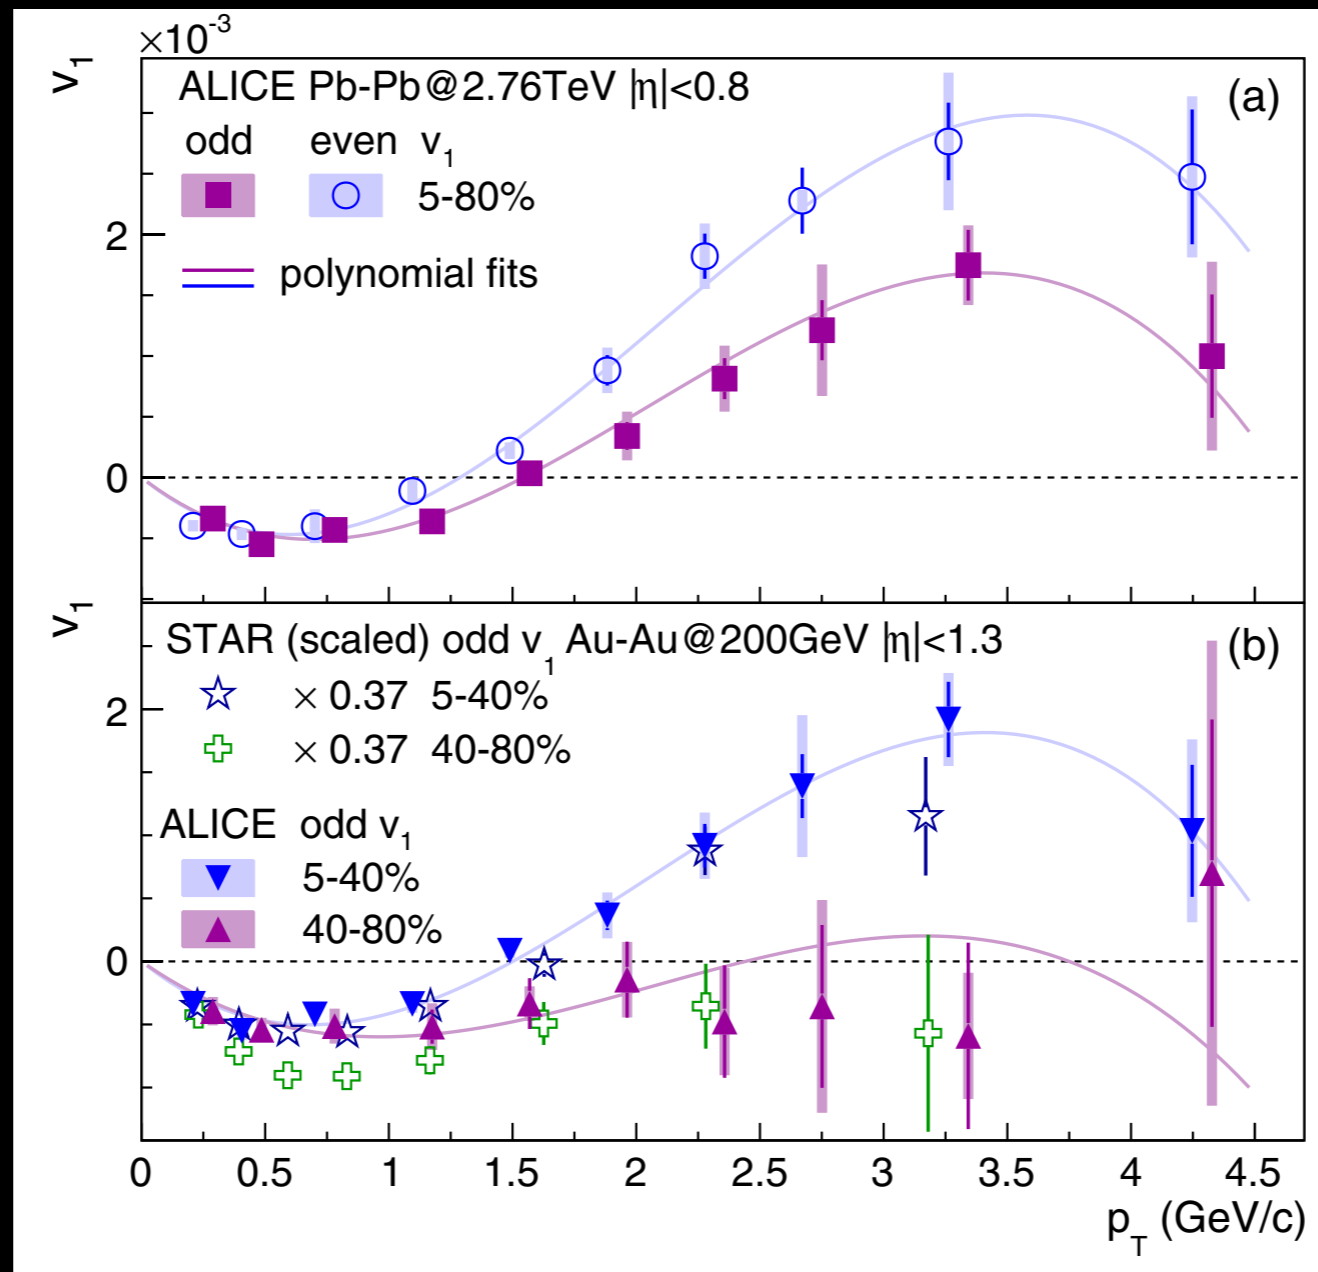 ×10⁻³
v₁
ALICE Pb-Pb@2.76TeV |η|<0.8
(a)
odd even v₁
5-80%
polynomial fits
2
0
v₁
STAR (scaled) odd v₁ Au-Au@200GeV |η|<1.3
(b)
× 0.37 5-40%
× 0.37 40-80%
ALICE odd v₁
5-40%
40-80%
2
0
0 0.5 1 1.5 2 2.5 3 3.5 4 4.5
p_T (GeV/c)